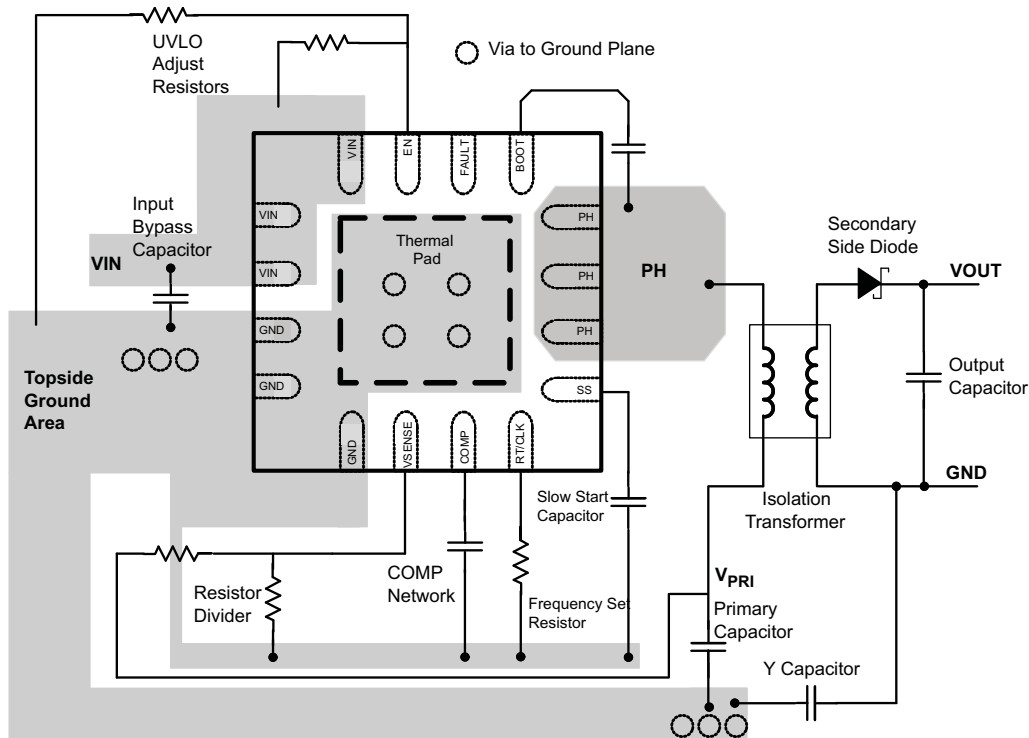 UVLO
Adjust
Resistors
Via to Ground Plane
VIN
EN
FAULT
BOOT
Input
Bypass
Capacitor
VIN
VIN
VIN
GND
GND
Thermal
Pad
PH
PH
PH
SS
PH
Secondary
Side Diode
VOUT
Output
Capacitor
GND
Isolation
Transformer
Topside
Ground
Area
GND
VSENSE
COMP
RT/CLK
Slow Start
Capacitor
Resistor
Divider
COMP
Network
Frequency Set
Resistor
VPRI
Primary
Capacitor
Y Capacitor